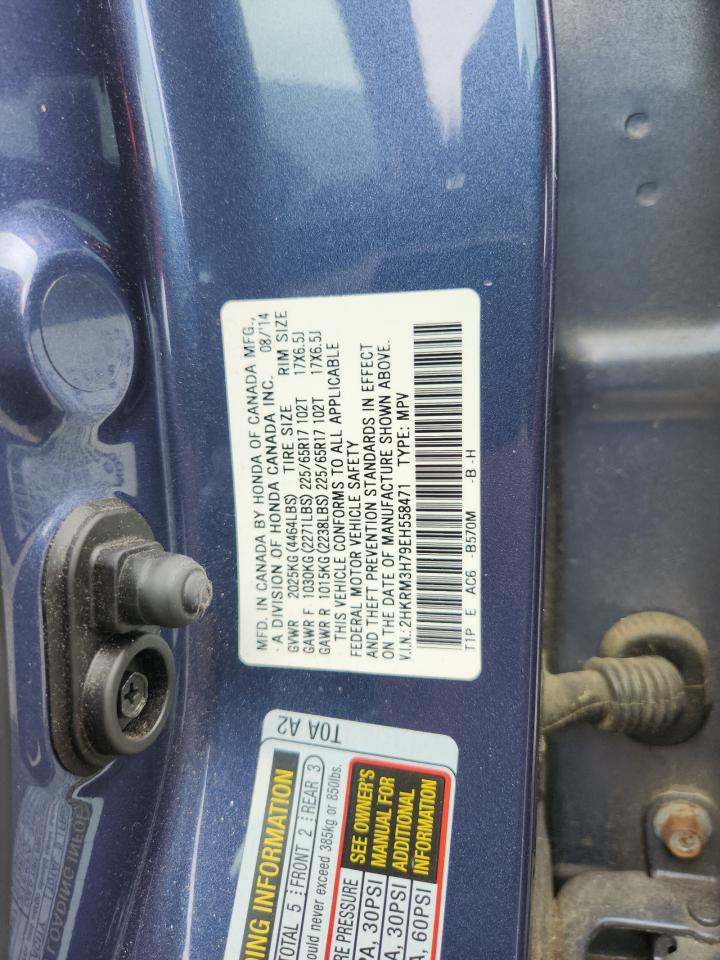 MFD. IN CANADA BY HONDA OF CANADA MFG.,
A DIVISION OF HONDA CANADA INC. 08/'14
GVWR 2025KG(4464LBS) TIRE SIZE RIM SIZE
GAWR F 1030KG(2271LBS) 225/65R17 102T 17X6.5J
GAWR R 1015KG(2238LBS) 225/65R17 102T 17X6.5J
THIS VEHICLE CONFORMS TO ALL APPLICABLE
FEDERAL MOTOR VEHICLE SAFETY
AND THEFT PREVENTION STANDARDS IN EFFECT
ON THE DATE OF MANUFACTURE SHOWN ABOVE.
V.I.N.: 2HKRM3H79EH558471 TYPE: MPV
T1P E AC6 -B570M -B-H
T0A A2
DING INFORMATION
TOTAL 5 FRONT 2 REAR 3
ould never exceed 385kg or 850lbs.
RE PRESSURE
SEE OWNER'S
MANUAL FOR
ADDITIONAL
INFORMATION
PA, 30PSI
A, 30PSI
A, 60PSI